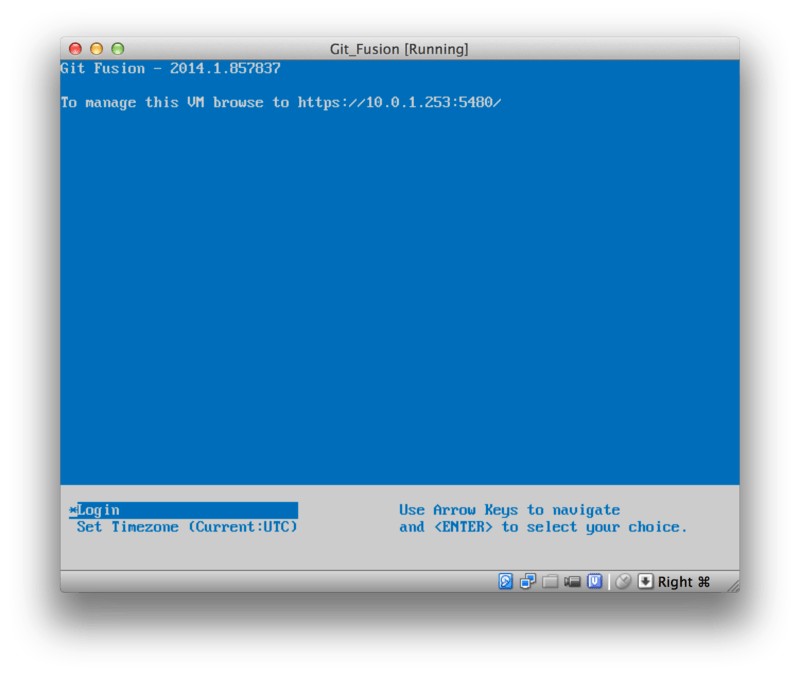 Git_Fusion [Running]
Git Fusion - 2014.1.857837
To manage this VM browse to https://10.0.1.253:5480/
*Login
Use Arrow Keys to navigate
Set Timezone (Current:UTC)
and <ENTER> to select your choice.
Right ⌘